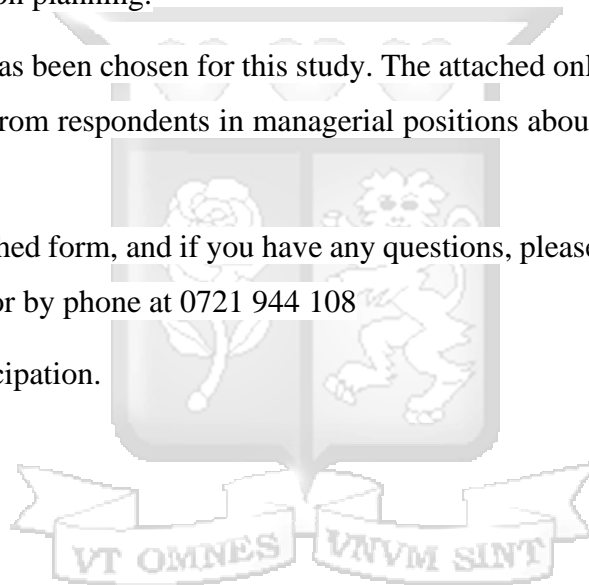 on planning.
as been chosen for this study. The attached onl
rom respondents in managerial positions abou
hed form, and if you have any questions, please
or by phone at 0721 944 108
cipation.
VT OMNES VNVM SINT